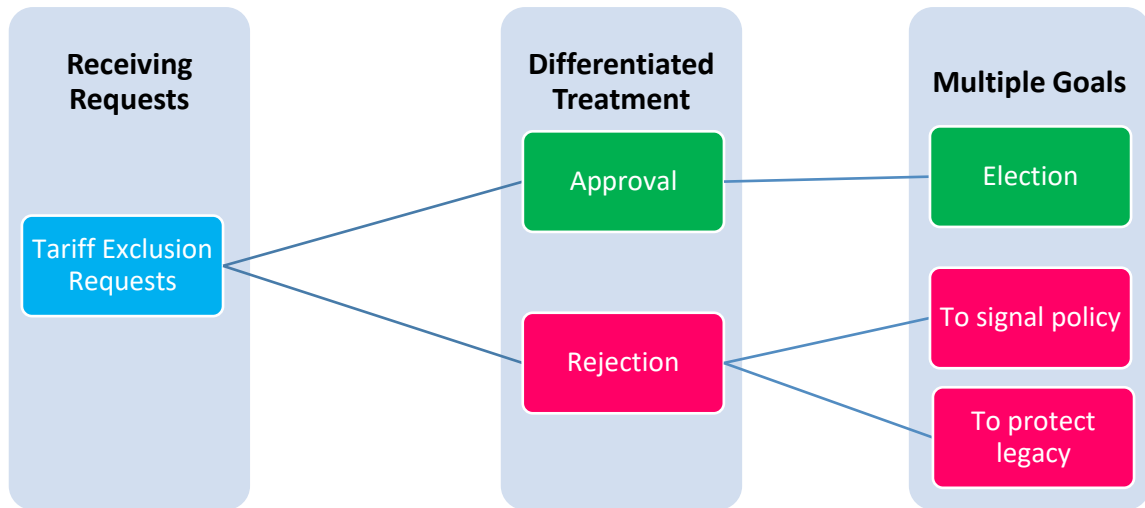 Receiving
Requests
Tariff Exclusion
Requests
Differentiated
Treatment
Approval
Rejection
Multiple Goals
Election
To signal policy
To protect
legacy